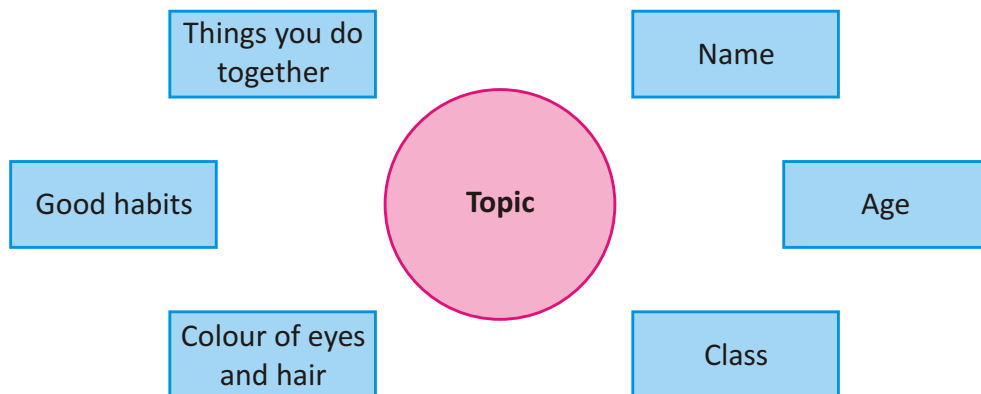 Things you do
together
Name
Good habits
Topic
Age
Colour of eyes
and hair
Class